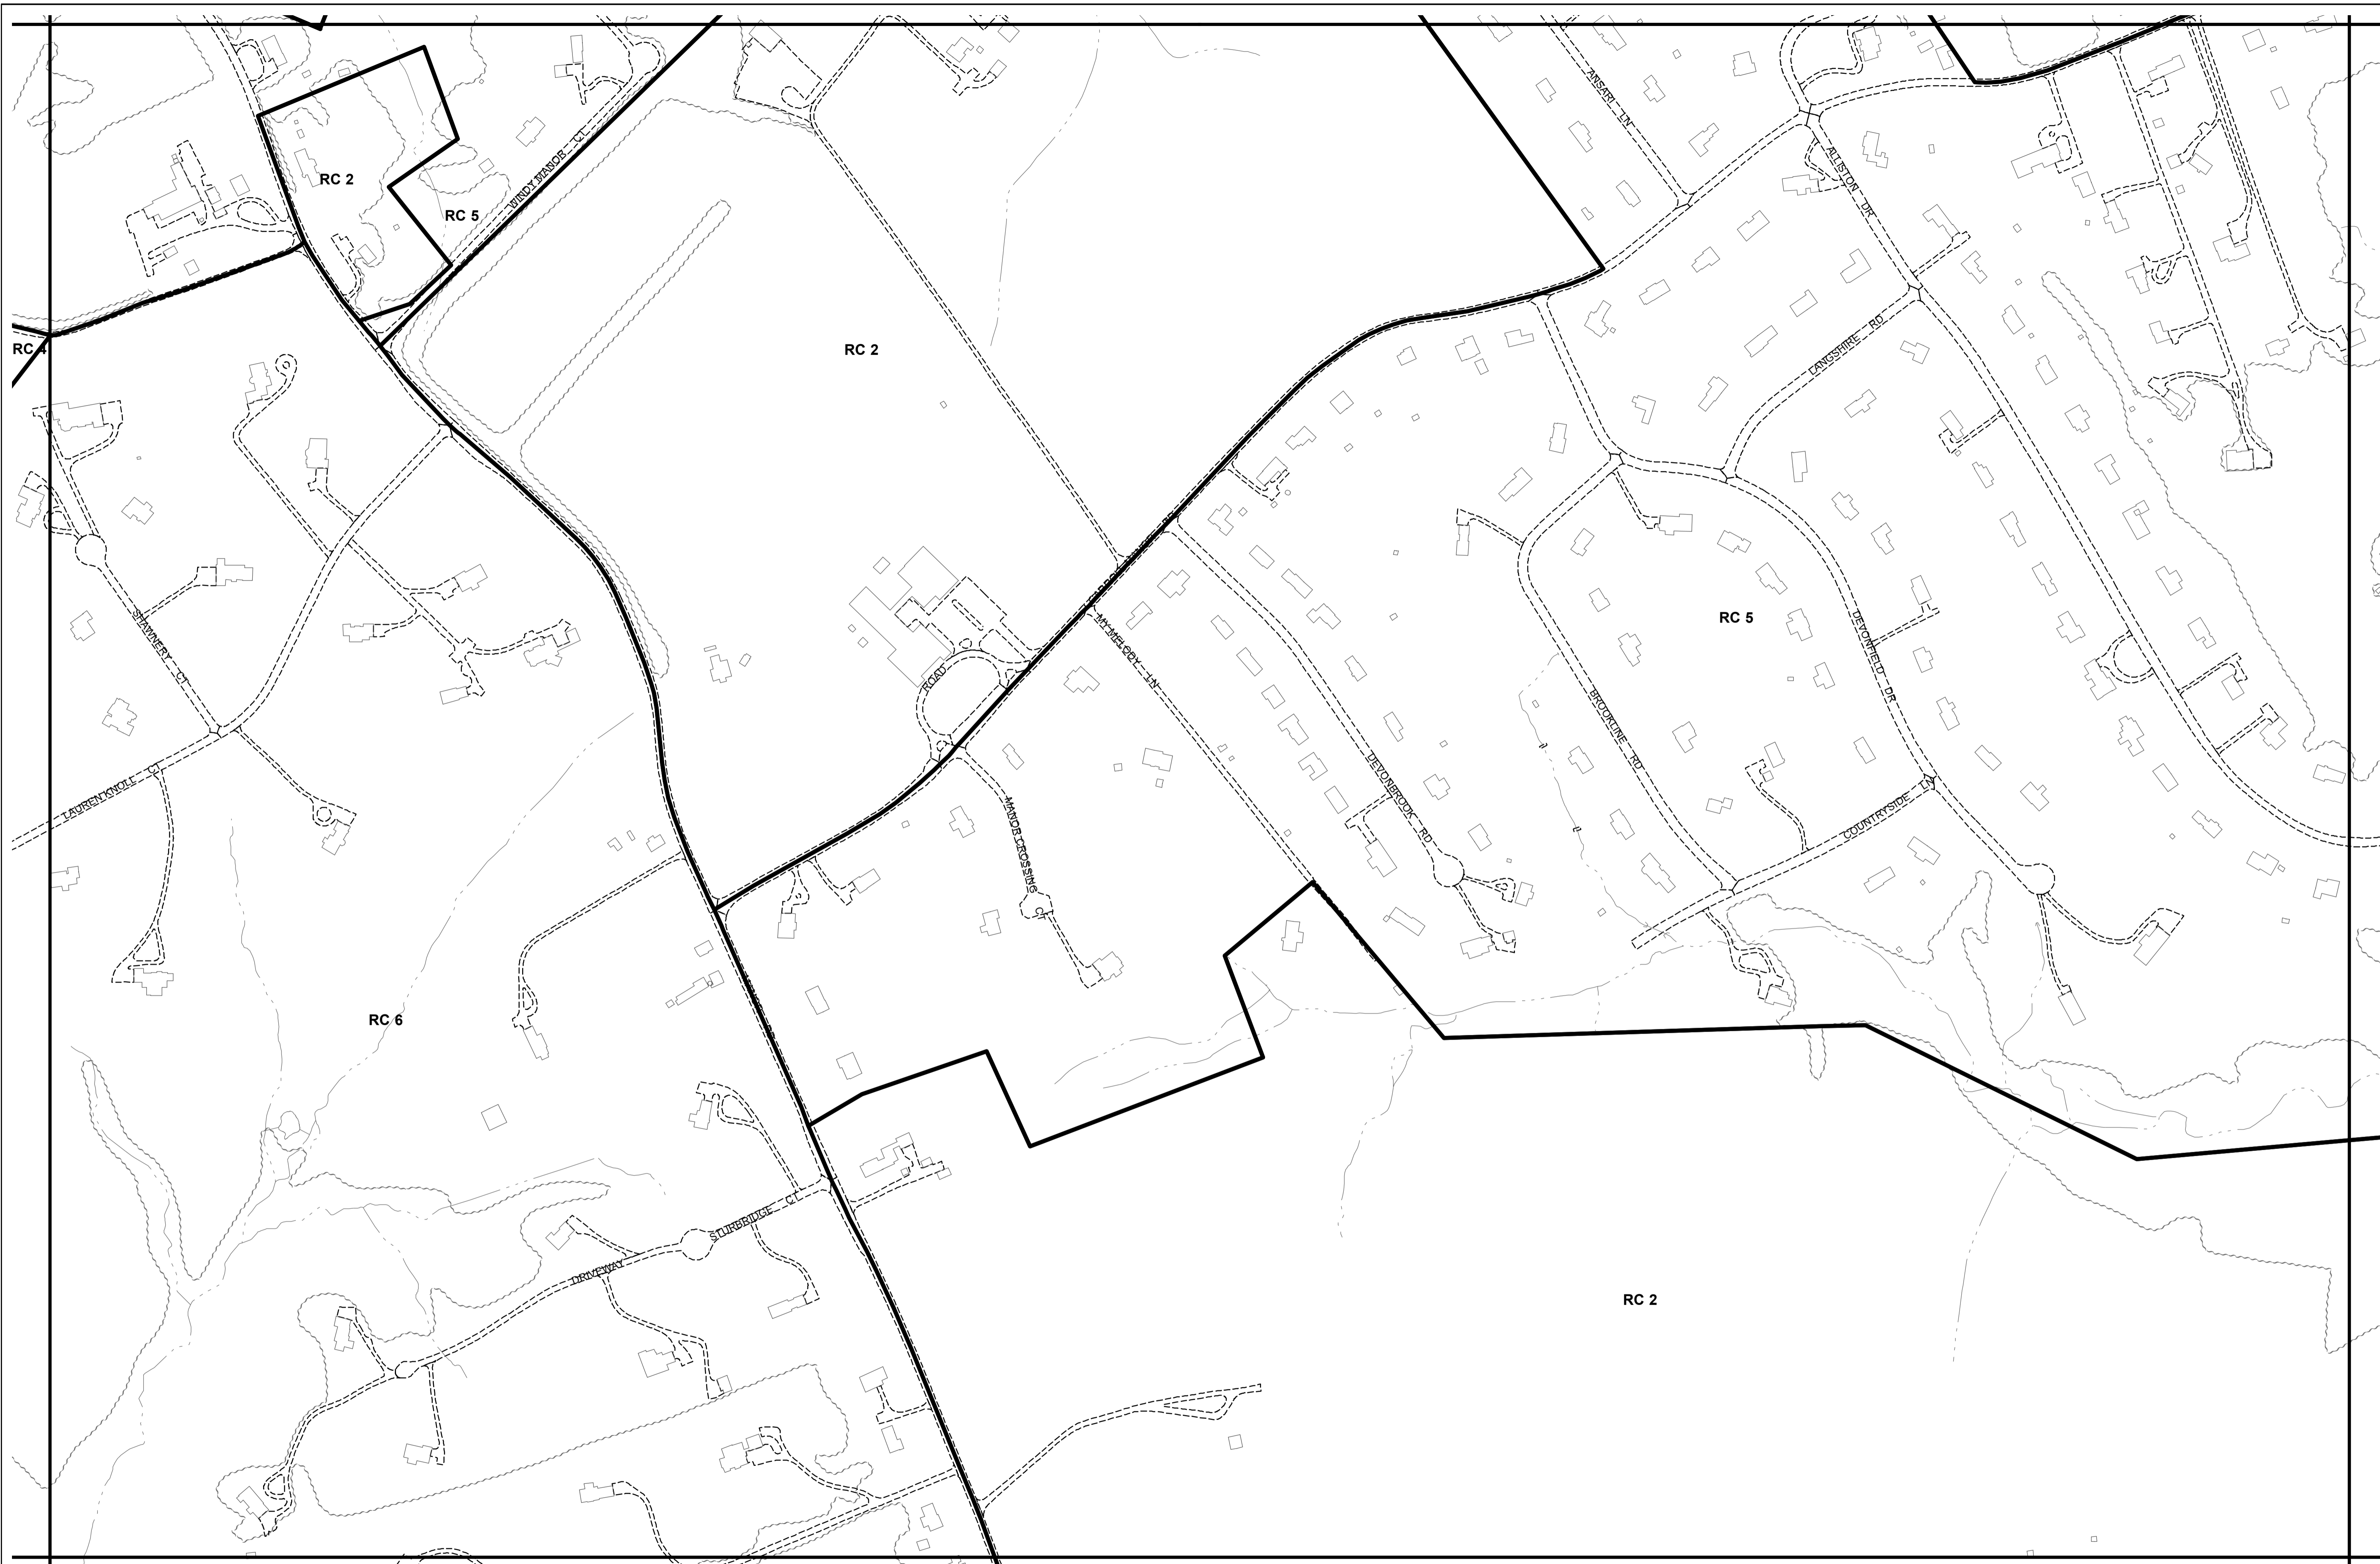 ANSARI LN
WINDY MANOR CT
ALLISTON DR
RC 2
RC 5
RC 4
RC 2
LANGSHIRE RD
SHAWNERY CT
MY MELODY LN
RC 5
DEVONFIELD DR
ROAD
BROOKLINE RD
LAUREN KNOLL CT
DEVONBROOK RD
MANOR CROSSING CT
COUNTRYSIDE LN
RC 6
STURBRIDGE CT
DRIVEWAY
RC 2